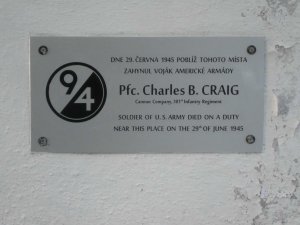 DNE 29. ČERVNA 1945 POBLÍŽ TOHOTO MÍSTA
ZAHYNUL VOJÁK AMERICKÉ ARMÁDY
94
Pfc. Charles B. CRAIG
Cannon Company, 301st Infantry Regiment
SOLDIER OF U.S. ARMY DIED ON A DUTY
NEAR THIS PLACE ON THE 29th OF JUNE 1945